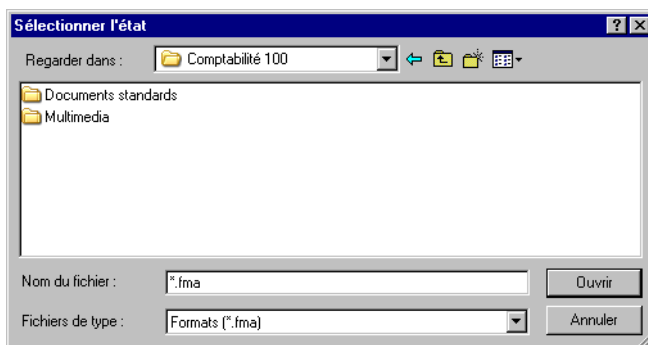 Sélectionner l'état
Regarder dans :
Comptabilité 100
Documents standards
Multimedia
Nom du fichier :
*.fma
Ouvrir
Fichiers de type :
Formats (*.fma)
Annuler